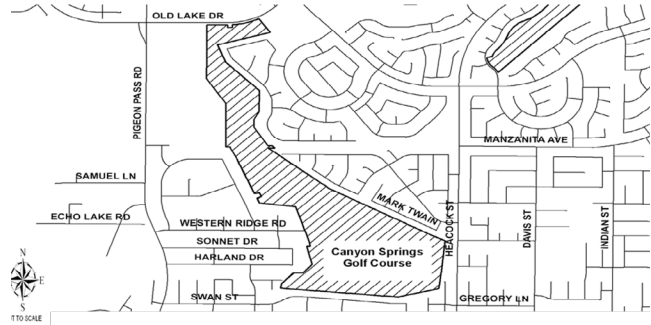 OLD LAKE DR
PIGEON PASS RD
MANZANITA AVE
SAMUEL LN
MARK TWAIN
HEACOCK ST
DAVIS ST
INDIAN ST
ECHO LAKE RD
WESTERN RIDGE RD
SONNET DR
HARLAND DR
Canyon Springs
Golf Course
N
W
E
S
SWAN ST
GREGORY LN
T TO SCALE